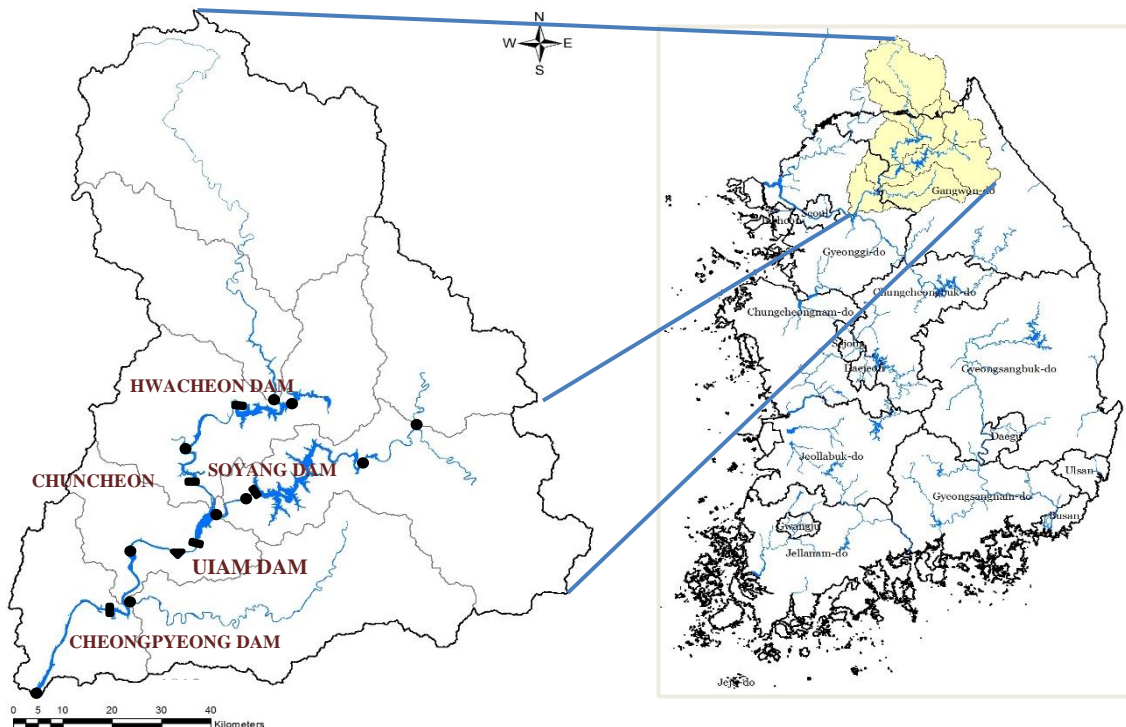 N
W E
S
HWACHEON DAM
CHUNCHEON
SOYANG DAM
UIAM DAM
CHEONGPYEONG DAM
0 5 10 20 30 40
Kilometers
Gangwon-do
Seoul
Gyeonggi-do
Chungcheongbuk-do
Chungcheongnam-do
Sejong
Daejeon
Gyeongsangbuk-do
Daegu
Jeollabuk-do
Ulsan
Gyeongsangnam-do
Busan
Gwangju
Jellanam-do
Jeju-do